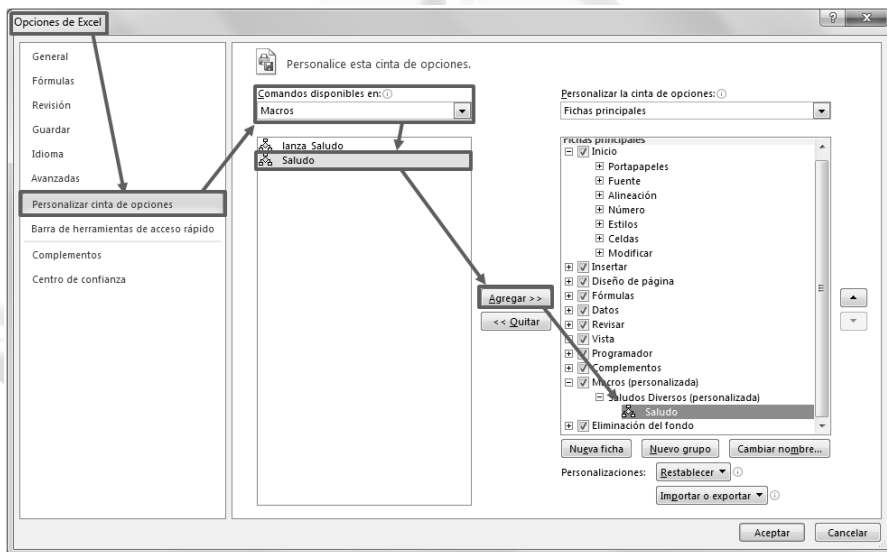 Opciones de Excel
General
Fórmulas
Revisión
Guardar
Idioma
Avanzadas
Personalizar cinta de opciones
Barra de herramientas de acceso rápido
Complementos
Centro de confianza
Personalice esta cinta de opciones.
Comandos disponibles en:
Macros
lanza_Saludo
Saludo
Agregar >>
<< Quitar
Personalizar la cinta de opciones:
Fichas principales
Fichas principales
Inicio
Portapapeles
Fuente
Alineación
Número
Estilos
Celdas
Modificar
Insertar
Diseño de página
Fórmulas
Datos
Revisar
Vista
Programador
Complementos
Macros (personalizada)
Saludos Diversos (personalizada)
Saludo
Eliminación del fondo
Nueva ficha Nuevo grupo Cambiar nombre...
Personalizaciones: Restablecer
Importar o exportar
Aceptar Cancelar